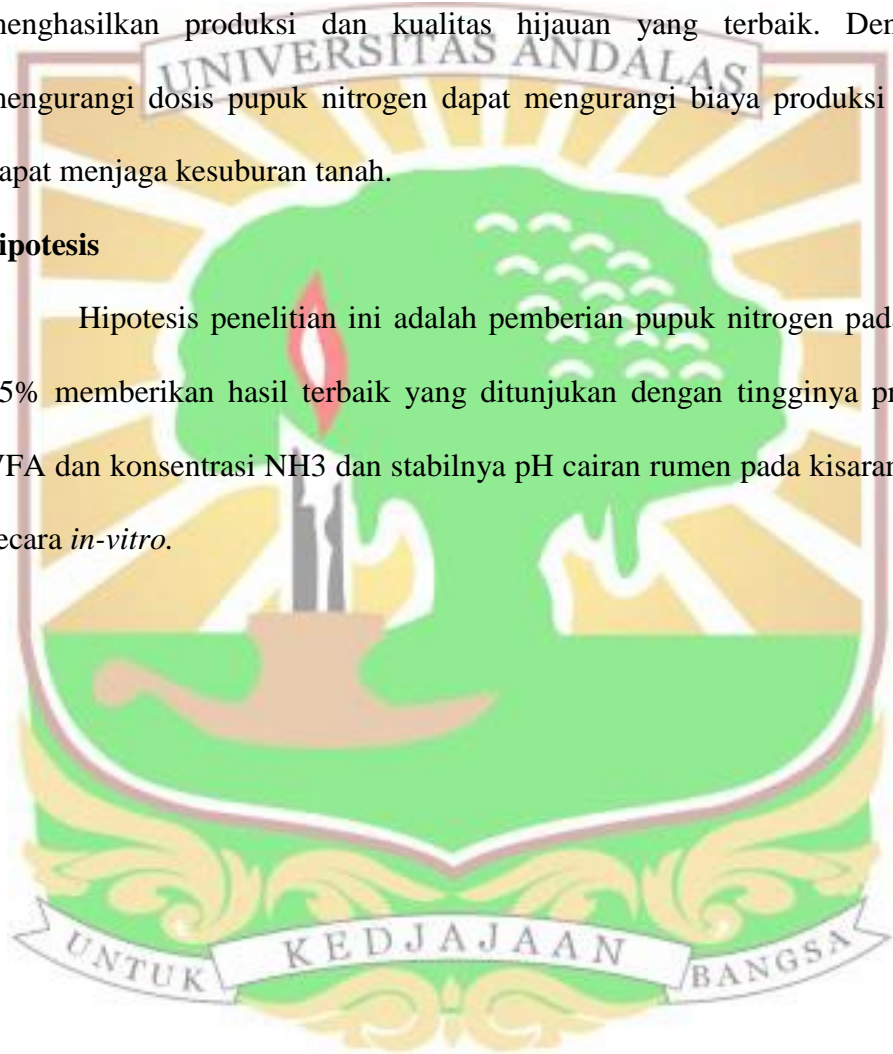 menghasilkan produksi dan kualitas hijauan yang terbaik. Den
UNIVERSITAS ANDALAS
mengurangi dosis pupuk nitrogen dapat mengurangi biaya produksi
apat menjaga kesuburan tanah.
ipotesis
Hipotesis penelitian ini adalah pemberian pupuk nitrogen pada
5% memberikan hasil terbaik yang ditunjukan dengan tingginya pr
VFA dan konsentrasi NH3 dan stabilnya pH cairan rumen pada kisaran
ecara in-vitro.
UNTUK KEDJAJAAN BANGSA